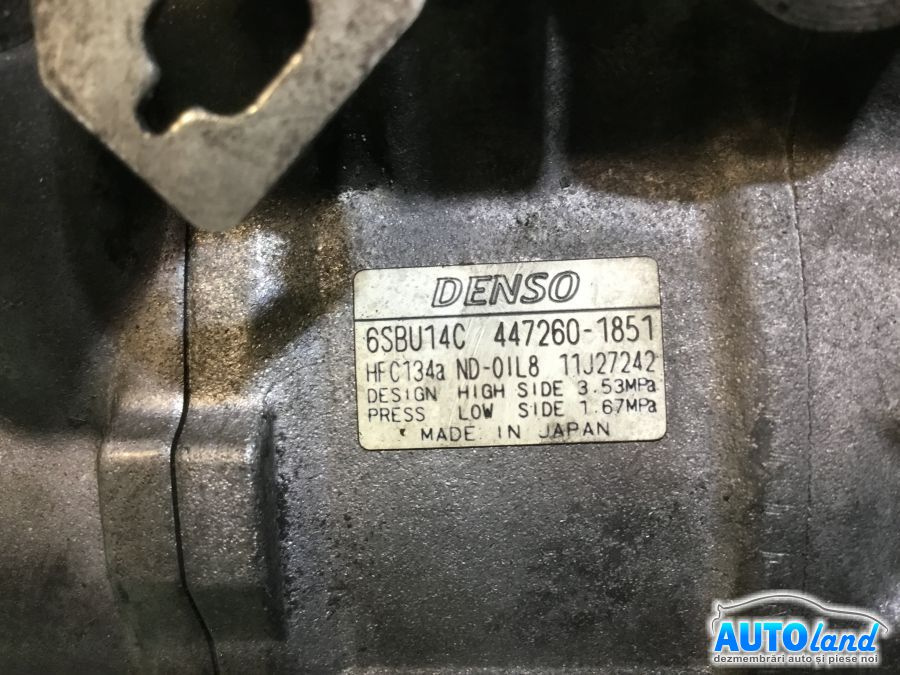 DENSO
6SBU14C 447260-1851
HFC134a ND-OIL8 11J27242
DESIGN HIGH SIDE 3.53MPa
PRESS LOW SIDE 1.67MPa
MADE IN JAPAN
AUTOland
dezmembrări auto și piese noi